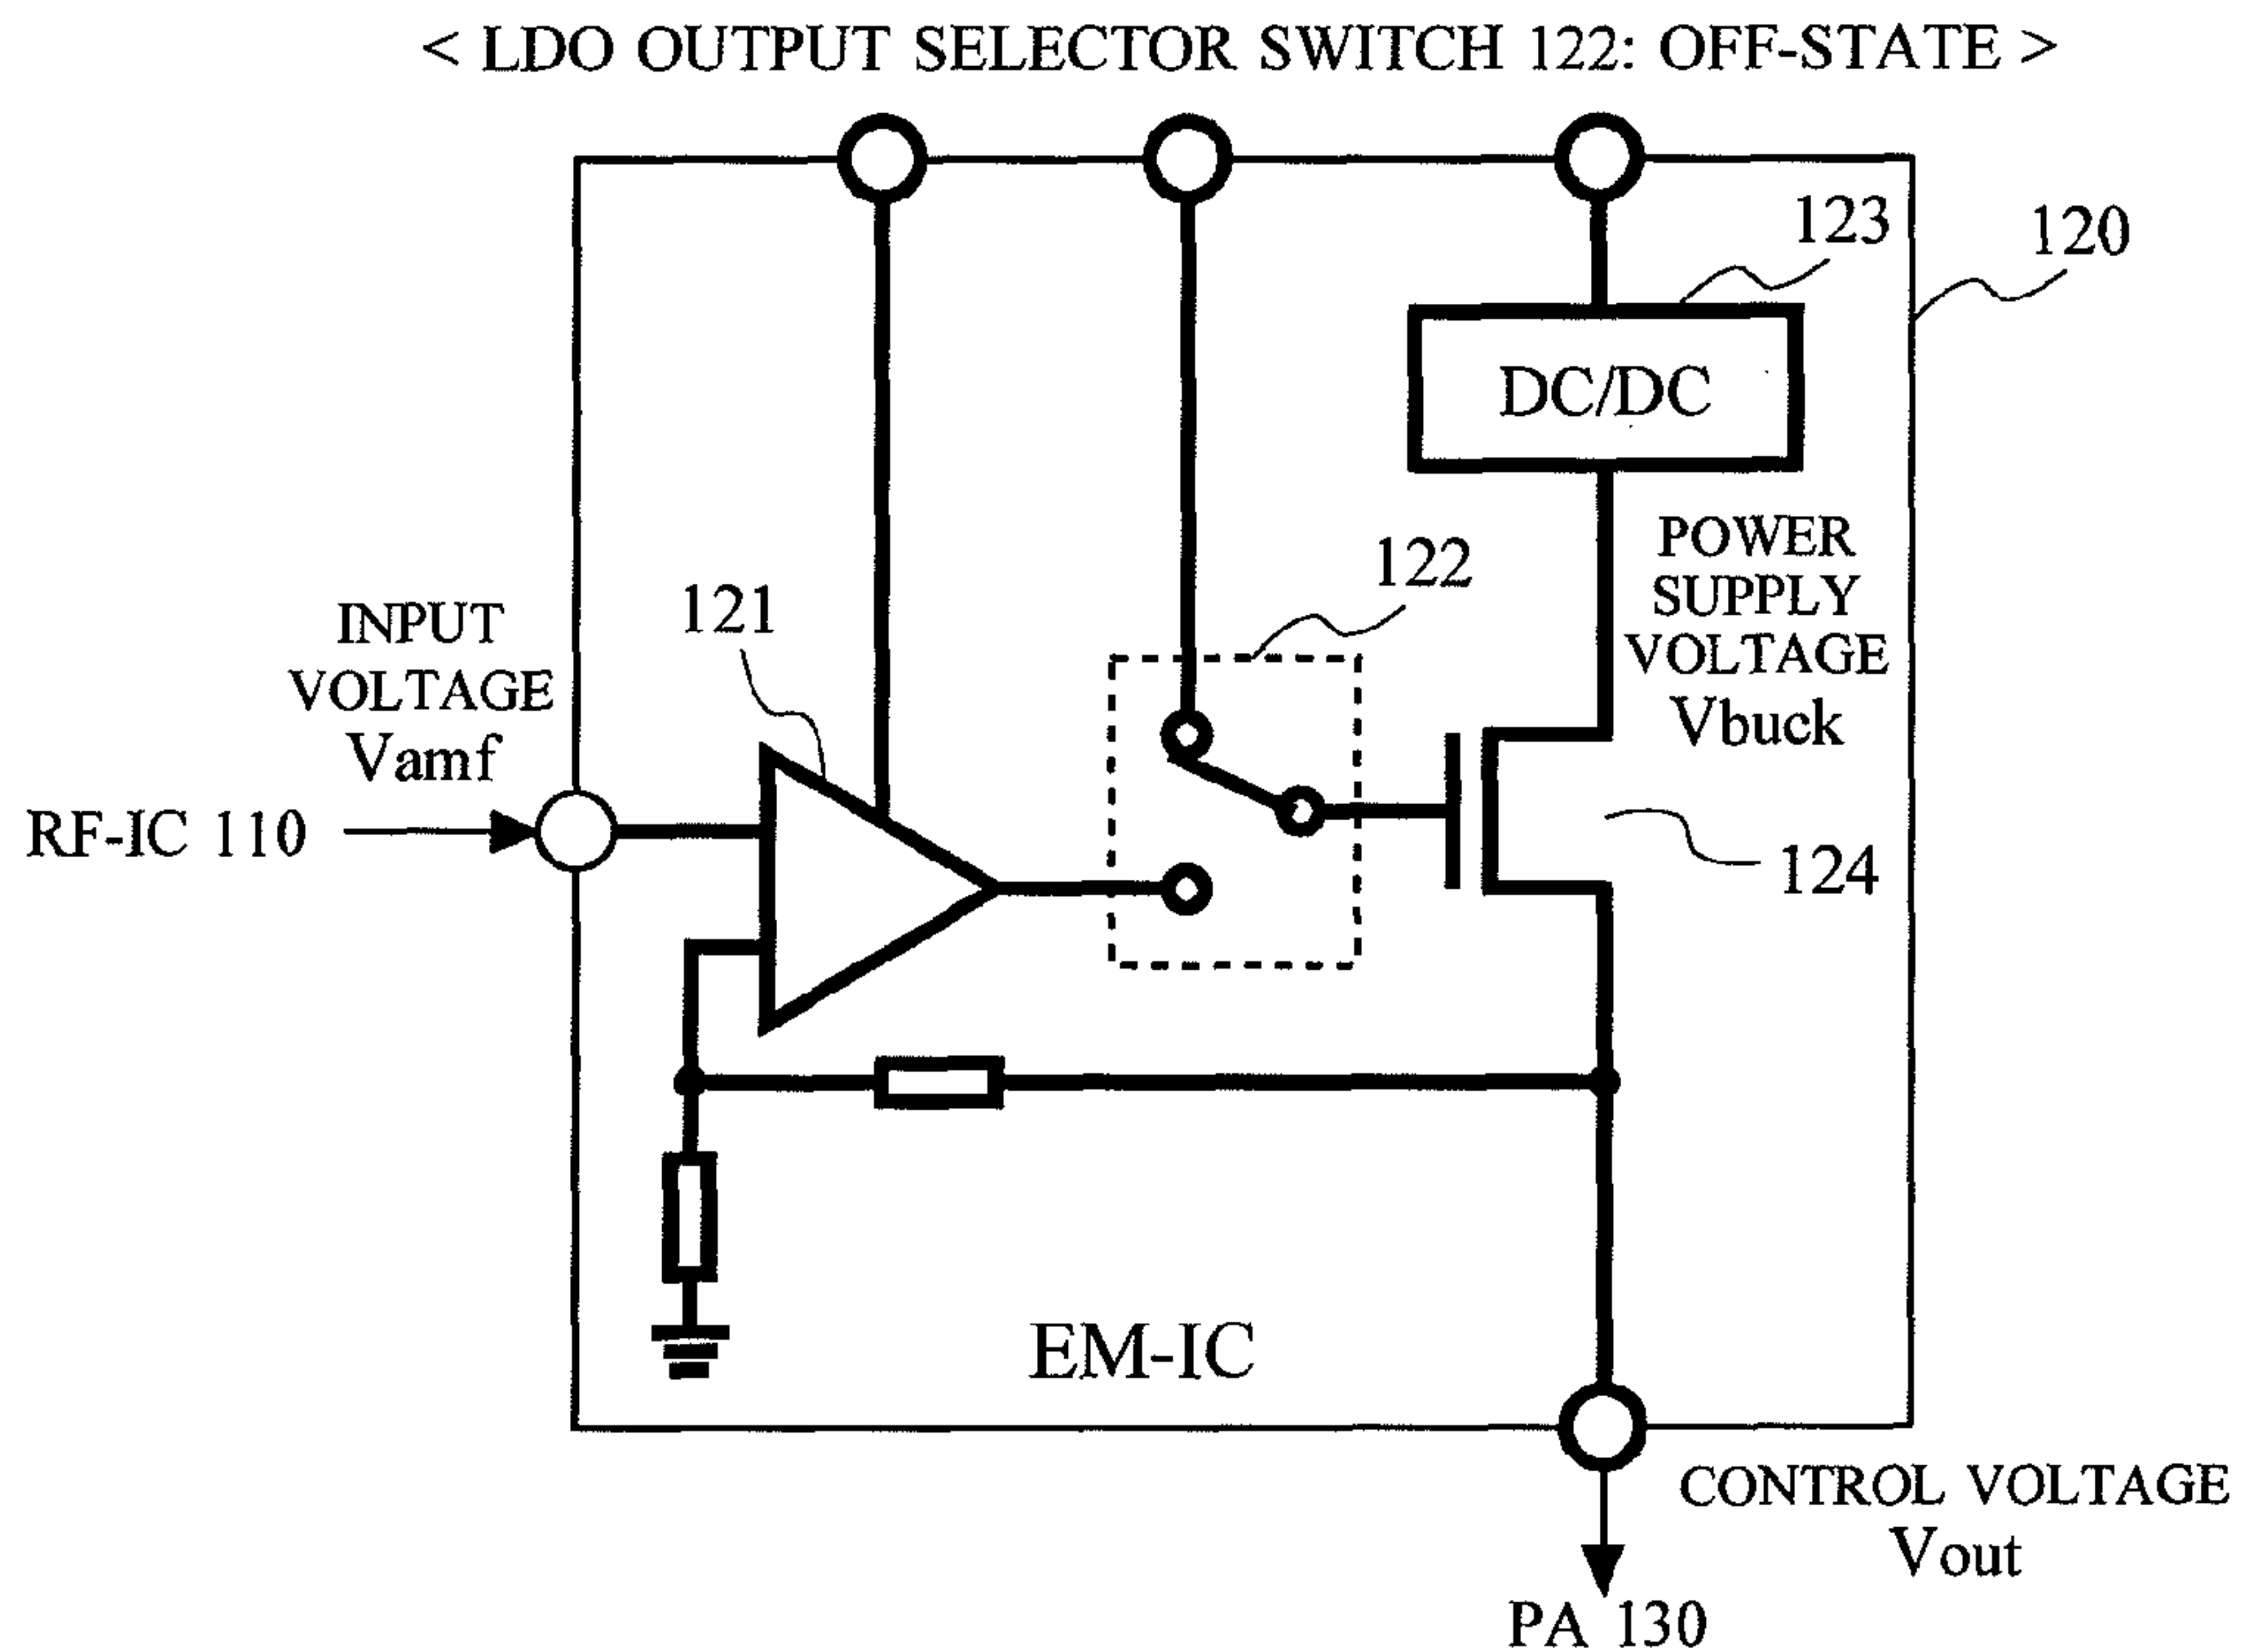 < LDO OUTPUT SELECTOR SWITCH 122: OFF-STATE >
123
120
DC/DC
POWER
SUPPLY
VOLTAGE
Vbuck
122
121
INPUT
VOLTAGE
Vamf
RF-IC 110
124
EM-IC
CONTROL VOLTAGE
Vout
PA 130